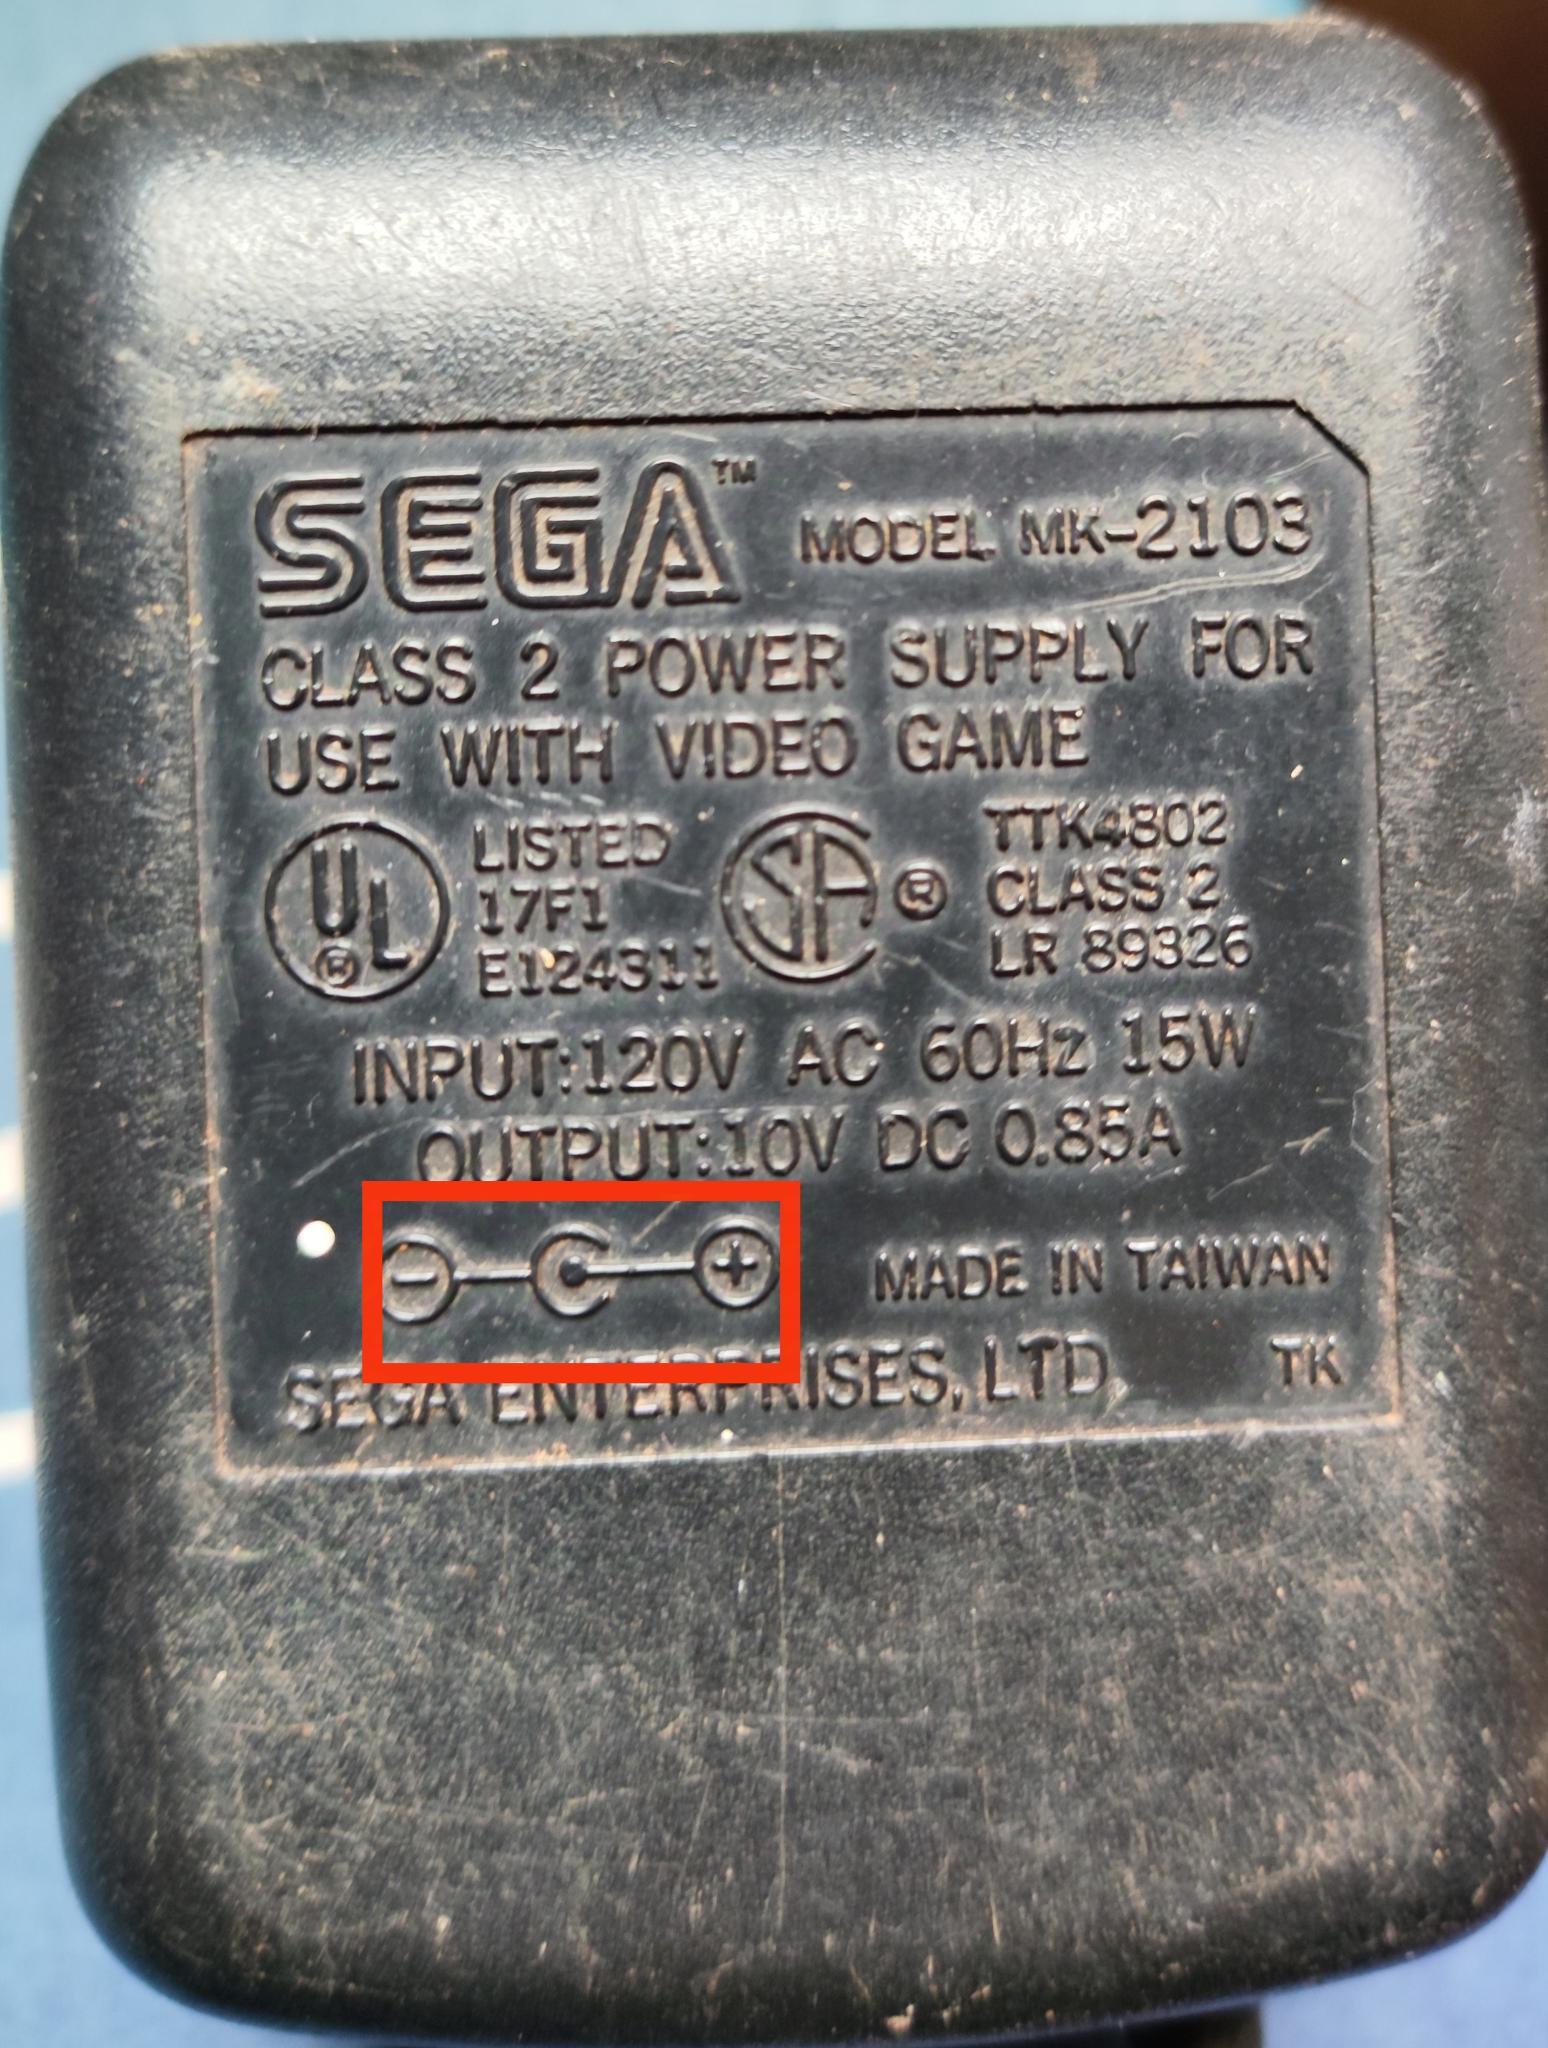 SEGA™ MODEL MK-2103
CLASS 2 POWER SUPPLY FOR
USE WITH VIDEO GAME
UL® LISTED
17F1
E124311
SA ®
TTK4802
CLASS 2
LR 89326
INPUT:120V AC 60Hz 15W
OUTPUT:10V DC 0.85A
- + MADE IN TAIWAN
SEGA ENTERPRISES, LTD TK